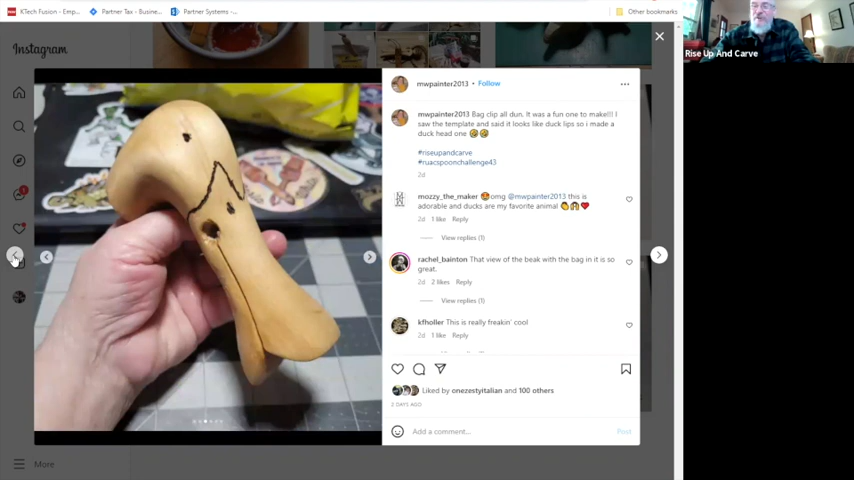 KTech Fusion - Emp...
Partner Tax - Busine...
Partner Systems -...
Other bookmarks
Instagram
Rise Up And Carve
mwpainter2013 • Follow
mwpainter2013 Bag clip all dun. It was a fun one to make!!! I
saw the template and said it looks like duck lips so i made a
duck head one 🤣🤣
#riseupandcarve
#ruacspoonchallenge43
2d
mozzy_the_maker 😍omg @mwpainter2013 this is
adorable and ducks are my favorite animal
2d 1 like Reply
View replies (1)
rachel_bainton That view of the beak with the bag in it is so
great.
2d 2 likes Reply
View replies (1)
kfholler This is really freakin' cool
2d 1 like Reply
Liked by onezestyitalian and 100 others
2 DAYS AGO
Add a comment...
Post
More